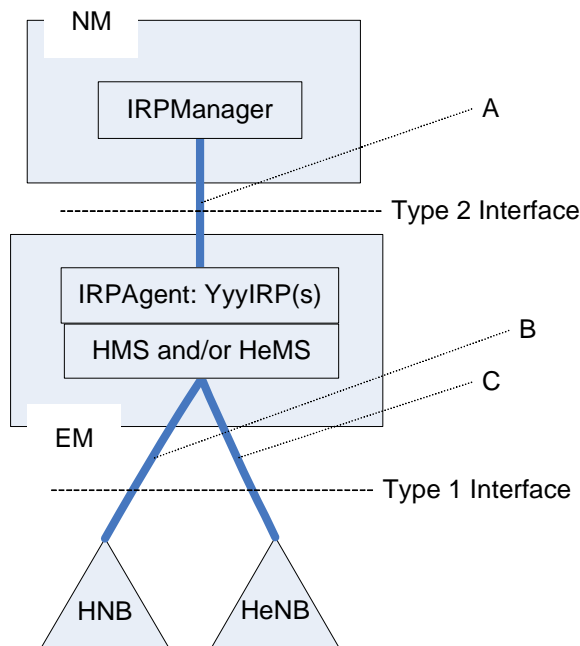 NM
IRPManager
A
Type 2 Interface
IRPAgent: YyyIRP(s)
HMS and/or HeMS
B
C
EM
Type 1 Interface
HNB
HeNB